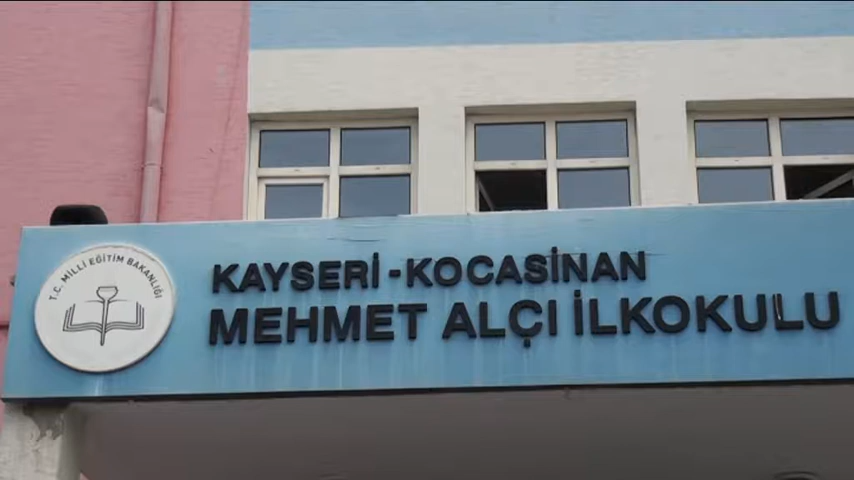 T.C. MİLLİ EĞİTİM BAKANLIĞI
KAYSERİ - KOCASİNAN
MEHMET ALÇI İLKOKULU